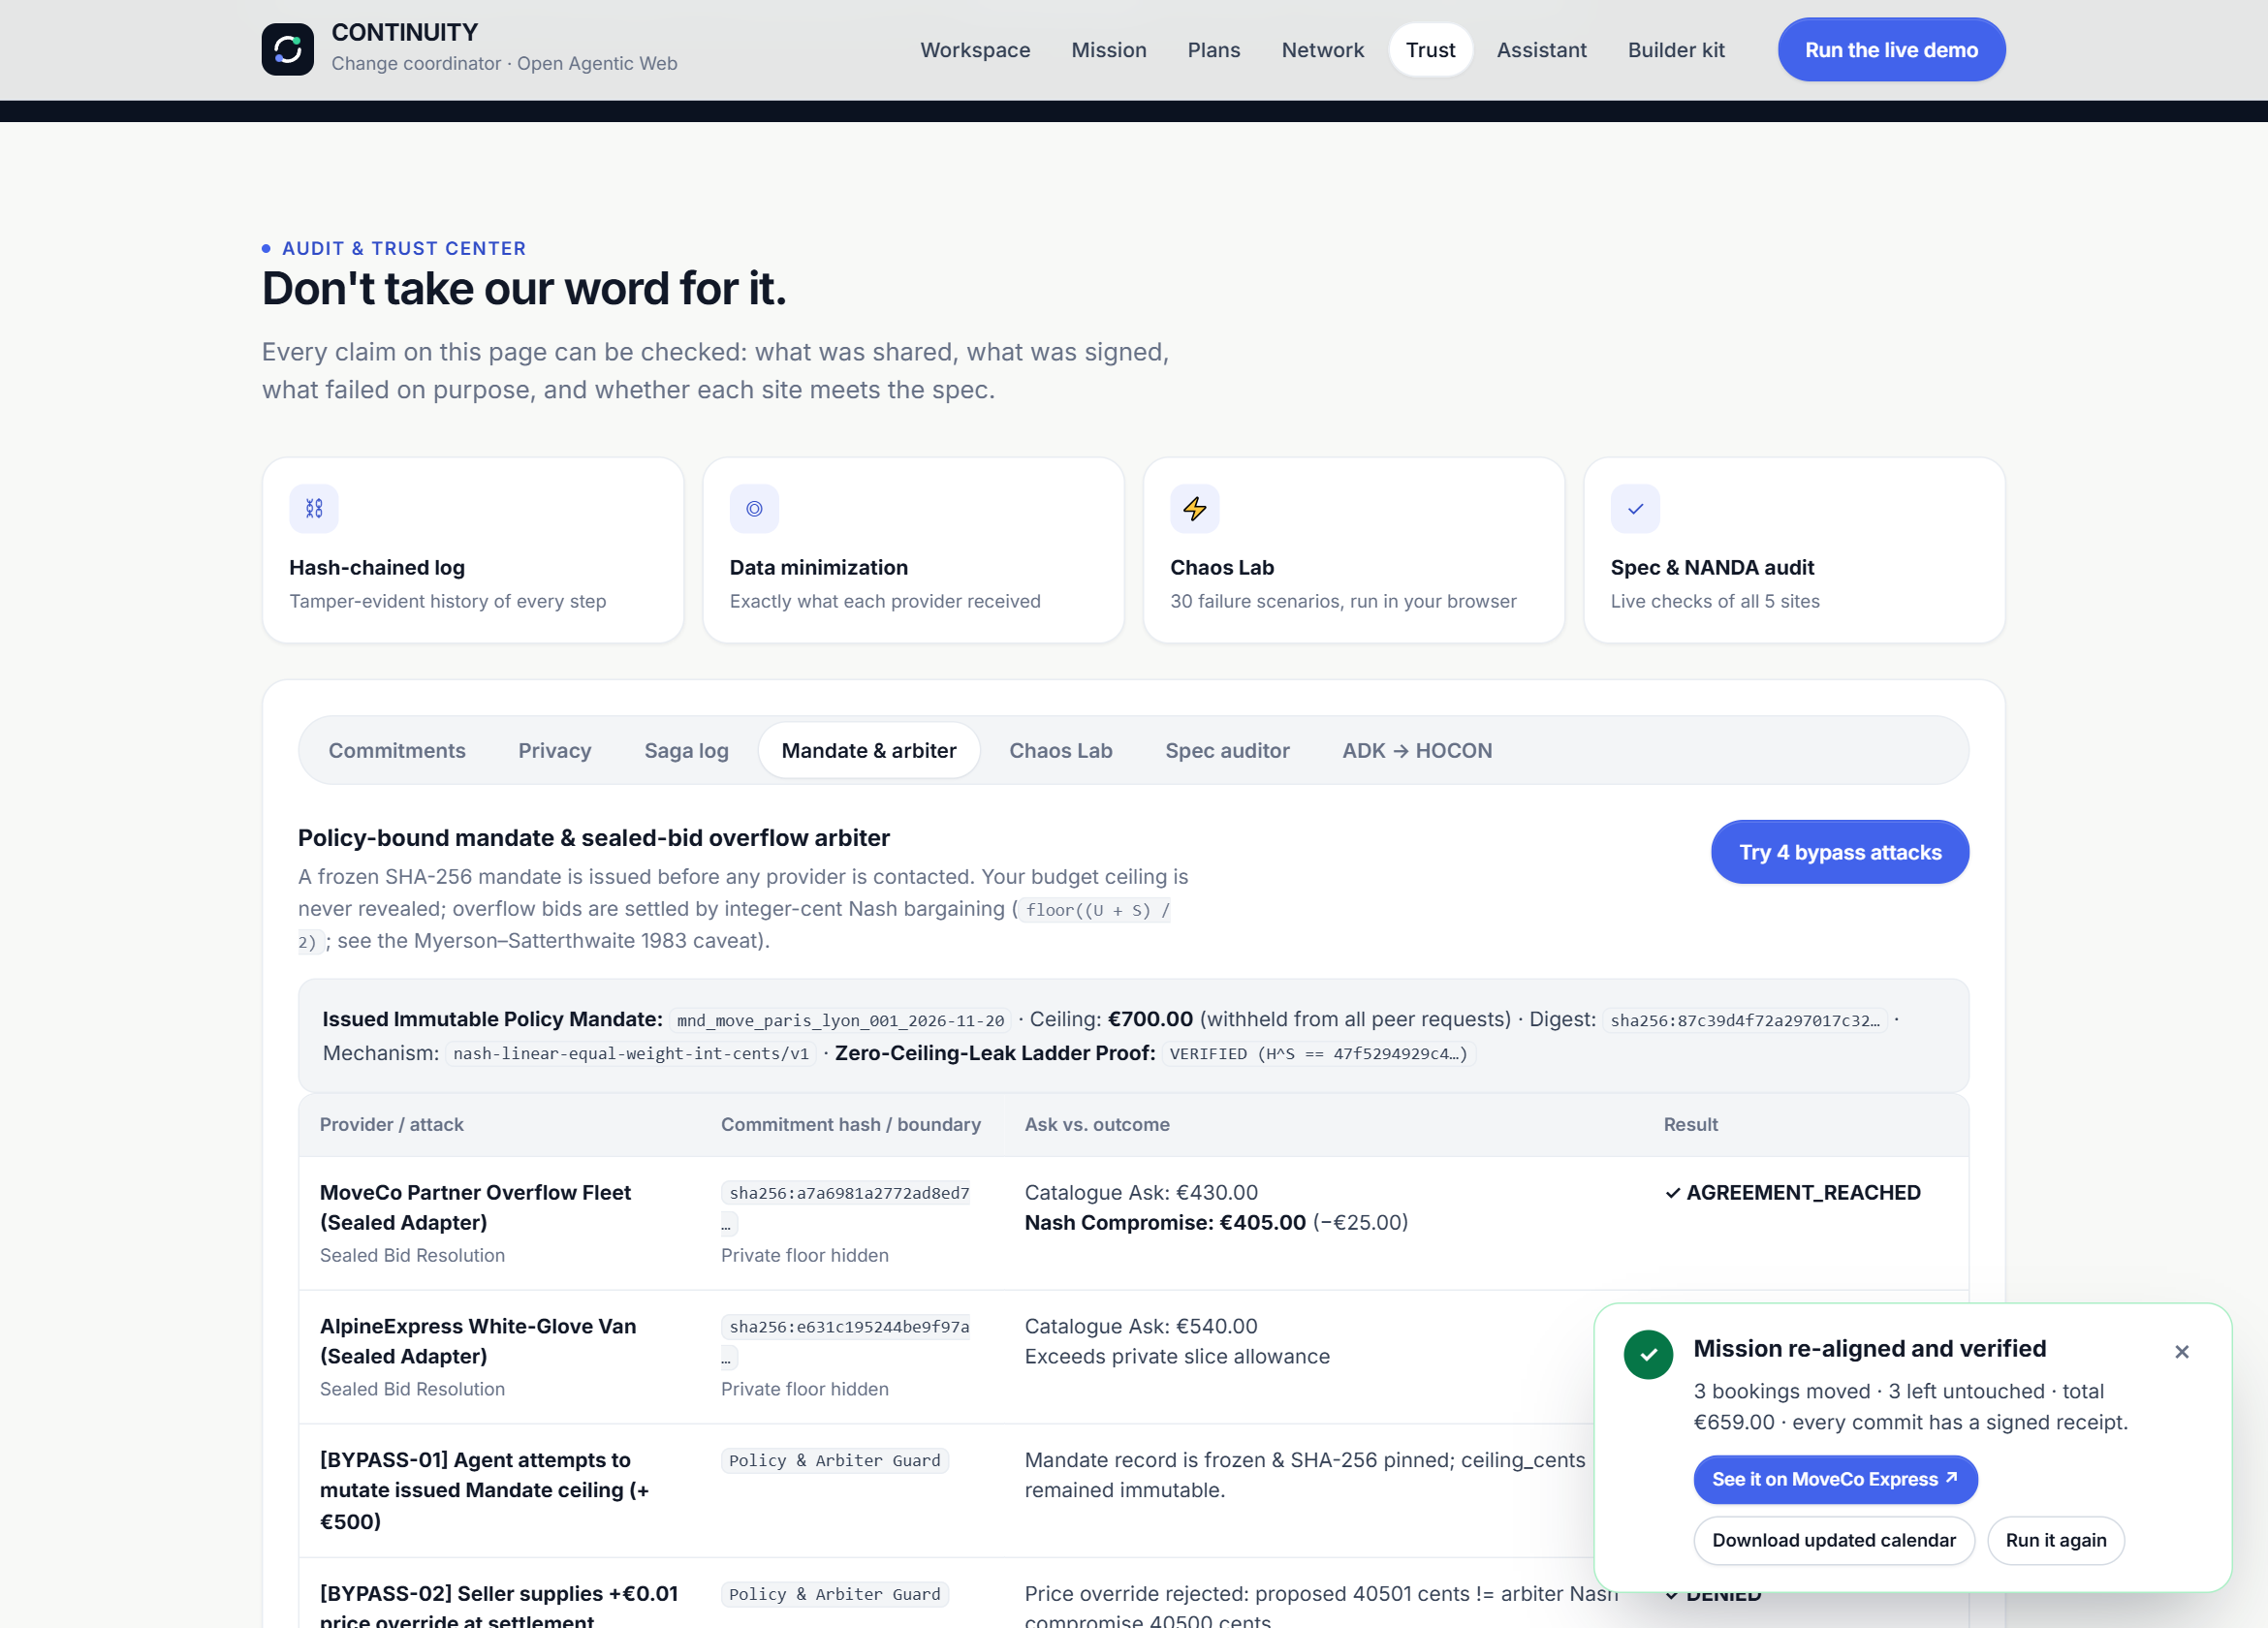 CONTINUITY
Change coordinator · Open Agentic Web
Workspace
Mission
Plans
Network
Trust
Assistant
Builder kit
Run the live demo
AUDIT & TRUST CENTER
Don't take our word for it.
Every claim on this page can be checked: what was shared, what was signed,
what failed on purpose, and whether each site meets the spec.
Hash-chained log
Tamper-evident history of every step
Data minimization
Exactly what each provider received
Chaos Lab
30 failure scenarios, run in your browser
Spec & NANDA audit
Live checks of all 5 sites
Commitments
Privacy
Saga log
Mandate & arbiter
Chaos Lab
Spec auditor
ADK → HOCON
Policy-bound mandate & sealed-bid overflow arbiter
A frozen SHA-256 mandate is issued before any provider is contacted. Your budget ceiling is
never revealed; overflow bids are settled by integer-cent Nash bargaining ( floor((U + S) /
2) ; see the Myerson–Satterthwaite 1983 caveat).
Try 4 bypass attacks
Issued Immutable Policy Mandate: mnd_move_paris_lyon_001_2026-11-20 · Ceiling: €700.00 (withheld from all peer requests) · Digest: sha256:87c39d4f72a297017c32… ·
Mechanism: nash-linear-equal-weight-int-cents/v1 · Zero-Ceiling-Leak Ladder Proof: VERIFIED (H^S == 47f5294929c4…)
Provider / attack
Commitment hash / boundary
Ask vs. outcome
Result
MoveCo Partner Overflow Fleet
(Sealed Adapter)
Sealed Bid Resolution
sha256:a7a6981a2772ad8ed7
…
Private floor hidden
Catalogue Ask: €430.00
Nash Compromise: €405.00 (−€25.00)
✓ AGREEMENT_REACHED
AlpineExpress White-Glove Van
(Sealed Adapter)
Sealed Bid Resolution
sha256:e631c195244be9f97a
…
Private floor hidden
Catalogue Ask: €540.00
Exceeds private slice allowance
[BYPASS-01] Agent attempts to
mutate issued Mandate ceiling (+
€500)
Policy & Arbiter Guard
Mandate record is frozen & SHA-256 pinned; ceiling_cents
remained immutable.
[BYPASS-02] Seller supplies +€0.01
price override at settlement
Policy & Arbiter Guard
Price override rejected: proposed 40501 cents != arbiter Nash
compromise 40500 cents
✓ DENIED
Mission re-aligned and verified
3 bookings moved · 3 left untouched · total
€659.00 · every commit has a signed receipt.
See it on MoveCo Express ↗
Download updated calendar
Run it again